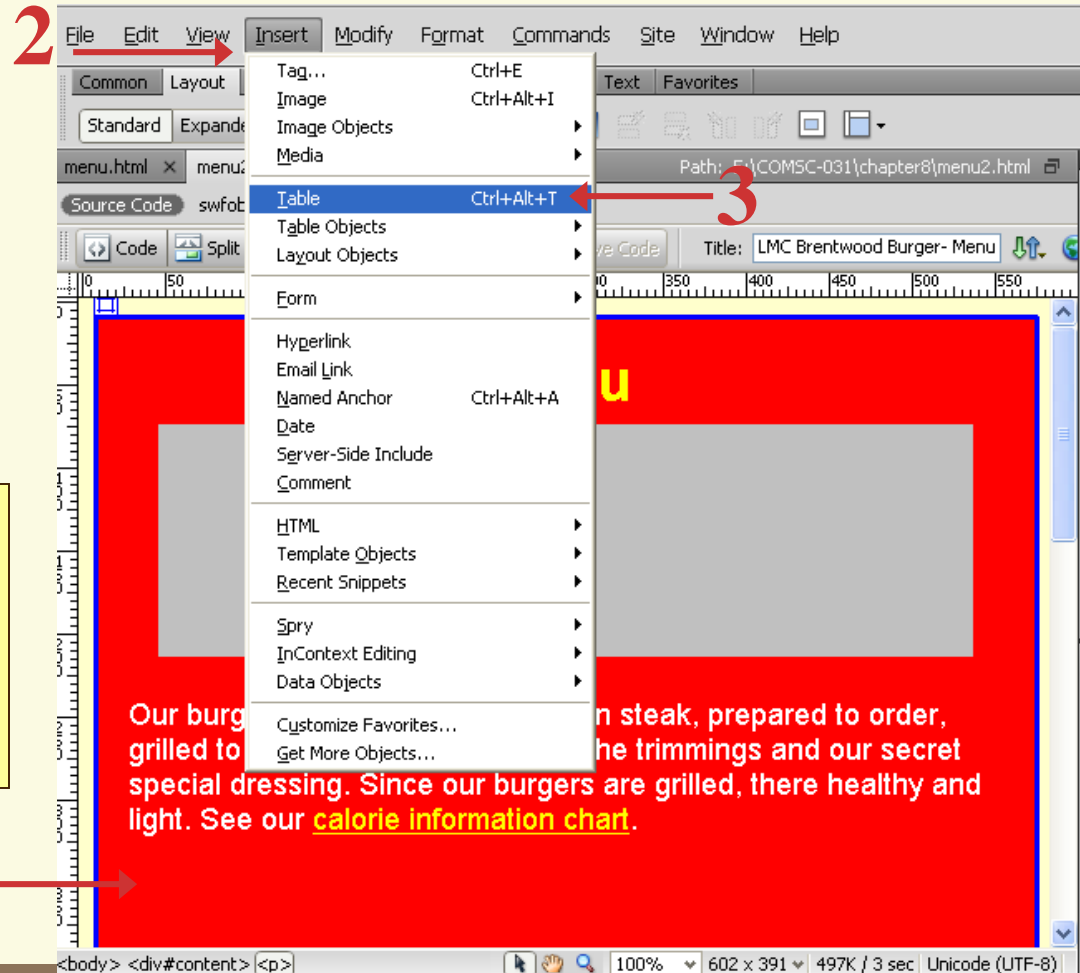 2
File Edit View Insert Modify Format Commands Site Window Help
Common Layout Text Favorites
Standard
menu.html × Path: E:\COMSC-031\chapter8\menu2.html
Source Code
Code Split Title: LMC Brentwood Burger- Menu
0 50 350 400 450 500 550
Tag... Ctrl+E
Image Ctrl+Alt+I
Image Objects
Media
Table Ctrl+Alt+T
3
Table Objects
Layout Objects
Form
Hyperlink
Email Link
Named Anchor Ctrl+Alt+A
Date
Server-Side Include
Comment
HTML
Template Objects
Recent Snippets
Spry
InContext Editing
Data Objects
Customize Favorites...
Get More Objects...
u
Our burg n steak, prepared to order,
grilled to he trimmings and our secret
special dressing. Since our burgers are grilled, there healthy and
light. See our calorie information chart.
<body> <div#content> <p> 100% 602 x 391 497K / 3 sec Unicode (UTF-8)